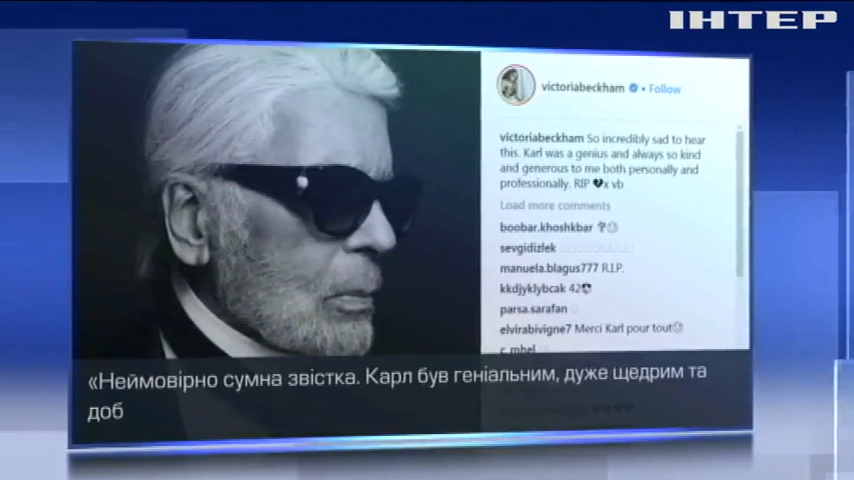 ІНТЕР
victoriabeckham • Follow
victoriabeckham So incredibly sad to hear
this. Karl was a genius and always so kind
and generous to me both personally and
professionally. RIP 💔x vb
Load more comments
boobar.khoshkbar
sevgidizlek
manuela.blagus777 R.I.P.
kkdjyklybcak 42
parsa.sarafan
elvirabivigne7 Merci Karl pour tout
c_mhel
«Неймовірно сумна звістка. Карл був геніальним, дуже щедрим та
доб